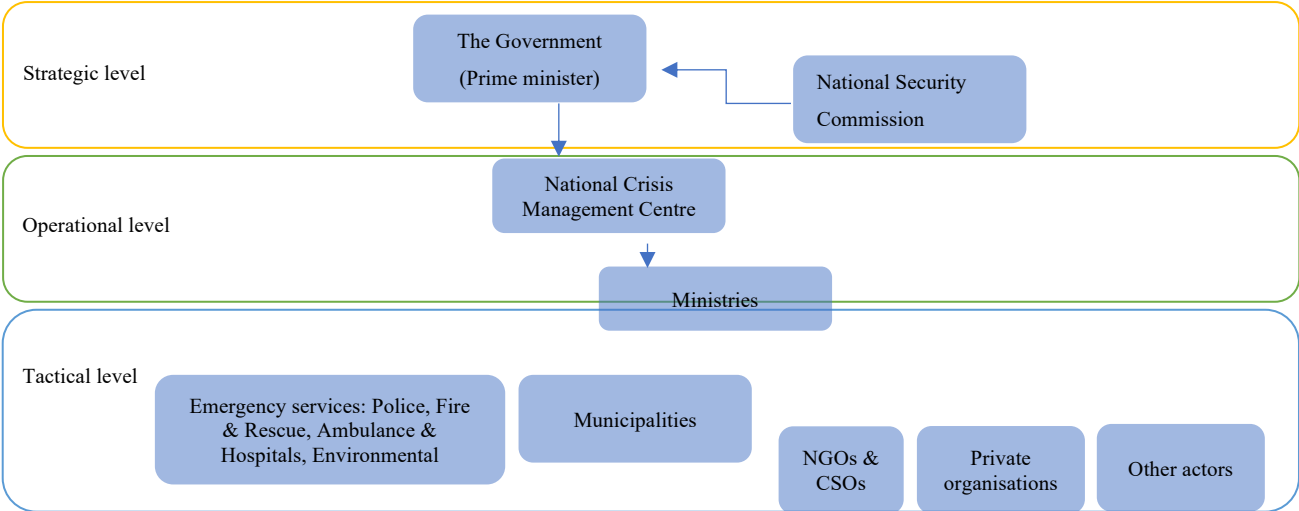 Strategic level
The Government
(Prime minister)
National Security
Commission
Operational level
National Crisis
Management Centre
Ministries
Tactical level
Emergency services: Police, Fire
& Rescue, Ambulance &
Hospitals, Environmental
Municipalities
NGOs &
CSOs
Private
organisations
Other actors